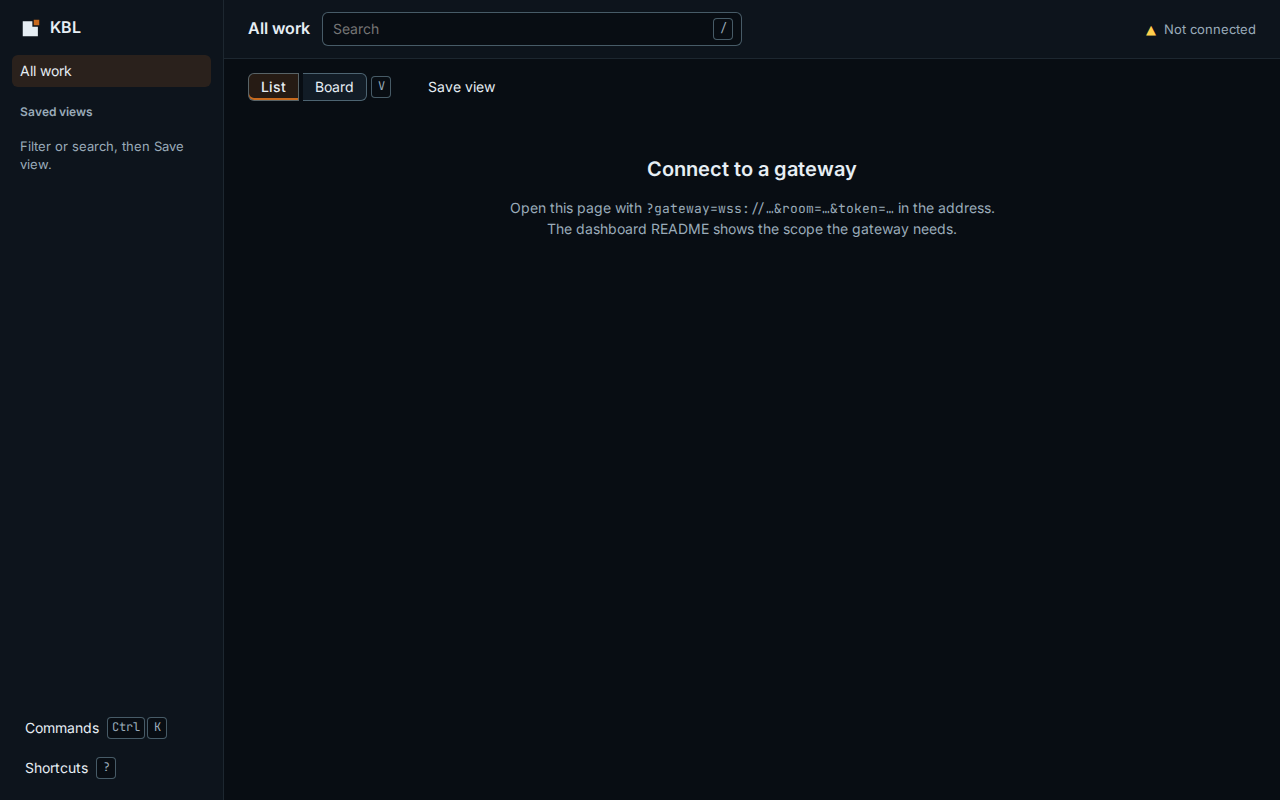 KBL
All work
Saved views
Filter or search, then Save
view.
Commands Ctrl K
Shortcuts ?
All work
Search /
Not connected
List Board V Save view
Connect to a gateway
Open this page with ?gateway=wss://…&room=…&token=… in the address.
The dashboard README shows the scope the gateway needs.